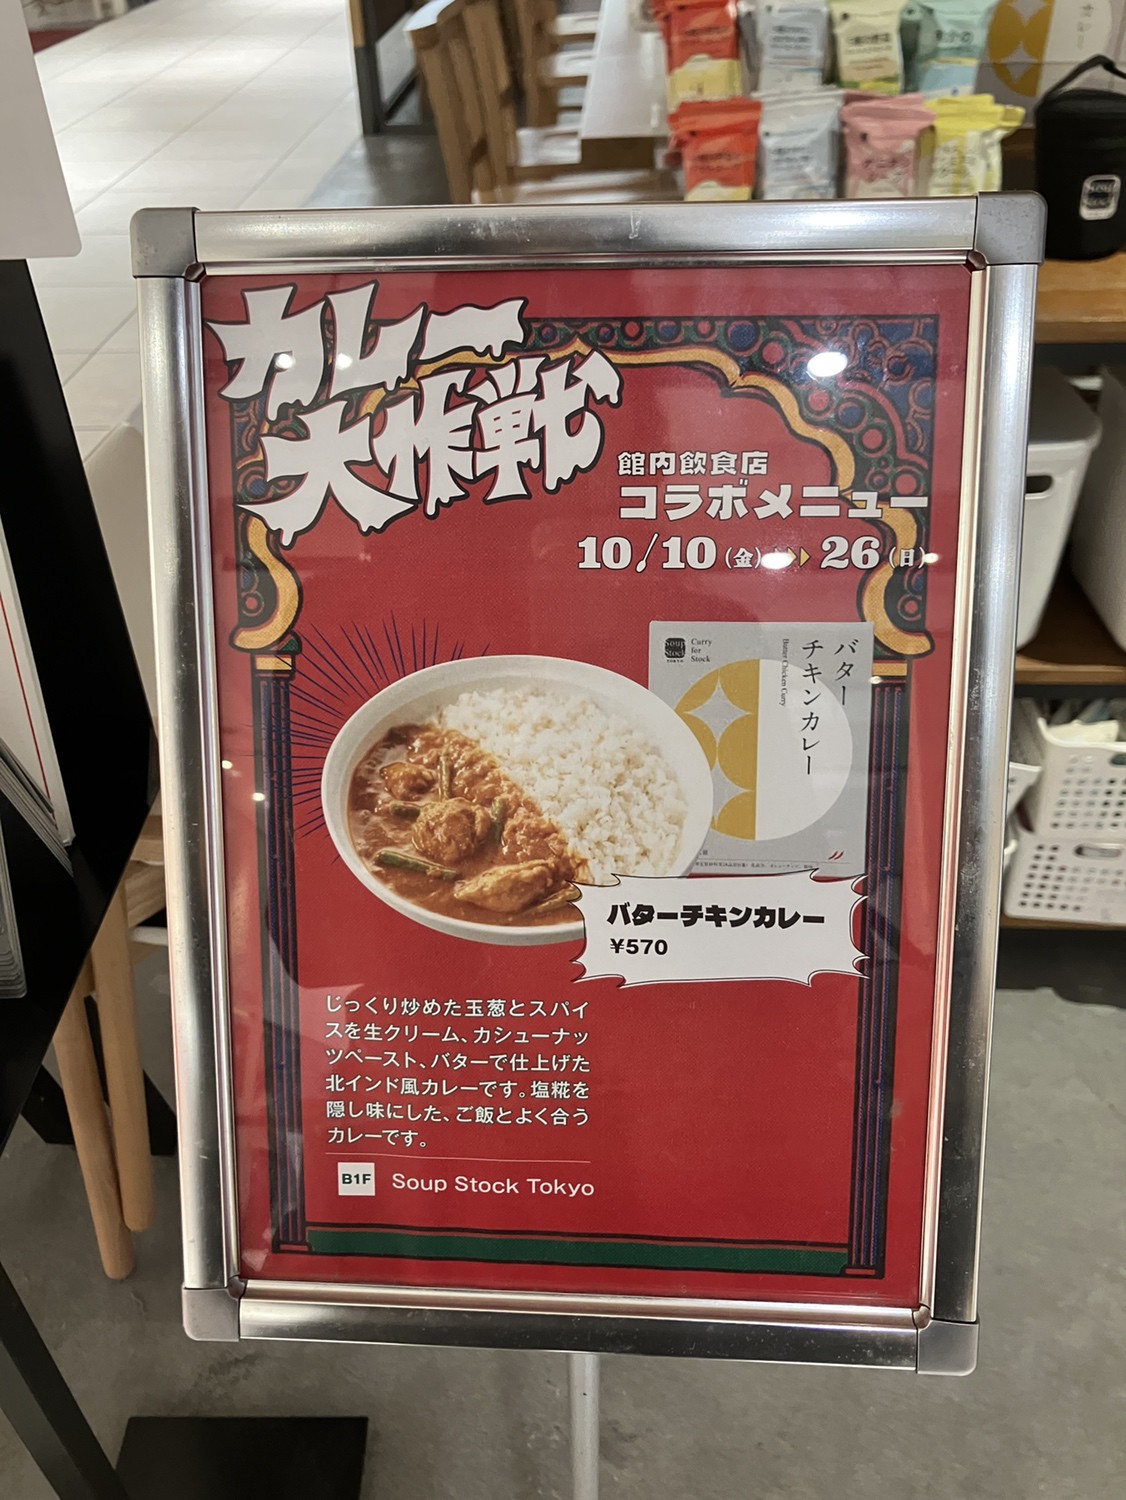 カレー
大作戦
館内飲食店
コラボメニュー
10/10(金) 26(日)
Soup
Stock
TOKYO
Curry
for
Stock
バター
チキンカレー
Butter Chicken Curry
バターチキンカレー
¥570
じっくり炒めた玉葱とスパイ
スを生クリーム、カシューナッ
ツペースト、バターで仕上げた
北インド風カレーです。塩糀を
隠し味にした、ご飯とよく合う
カレーです。
B1F Soup Stock Tokyo